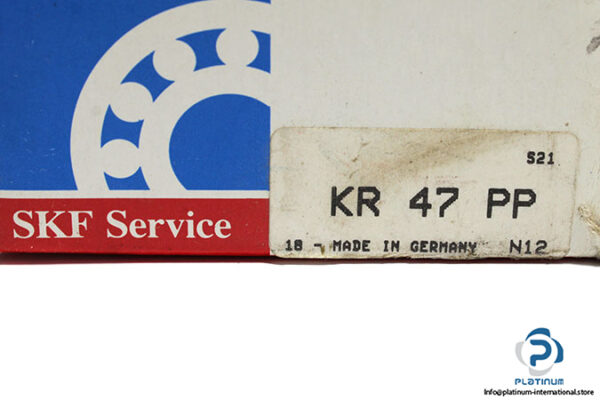 S21
KR 47 PP
SKF Service
18 - MADE IN GERMANY N12
PLATINUM
Info@platinum-international.store